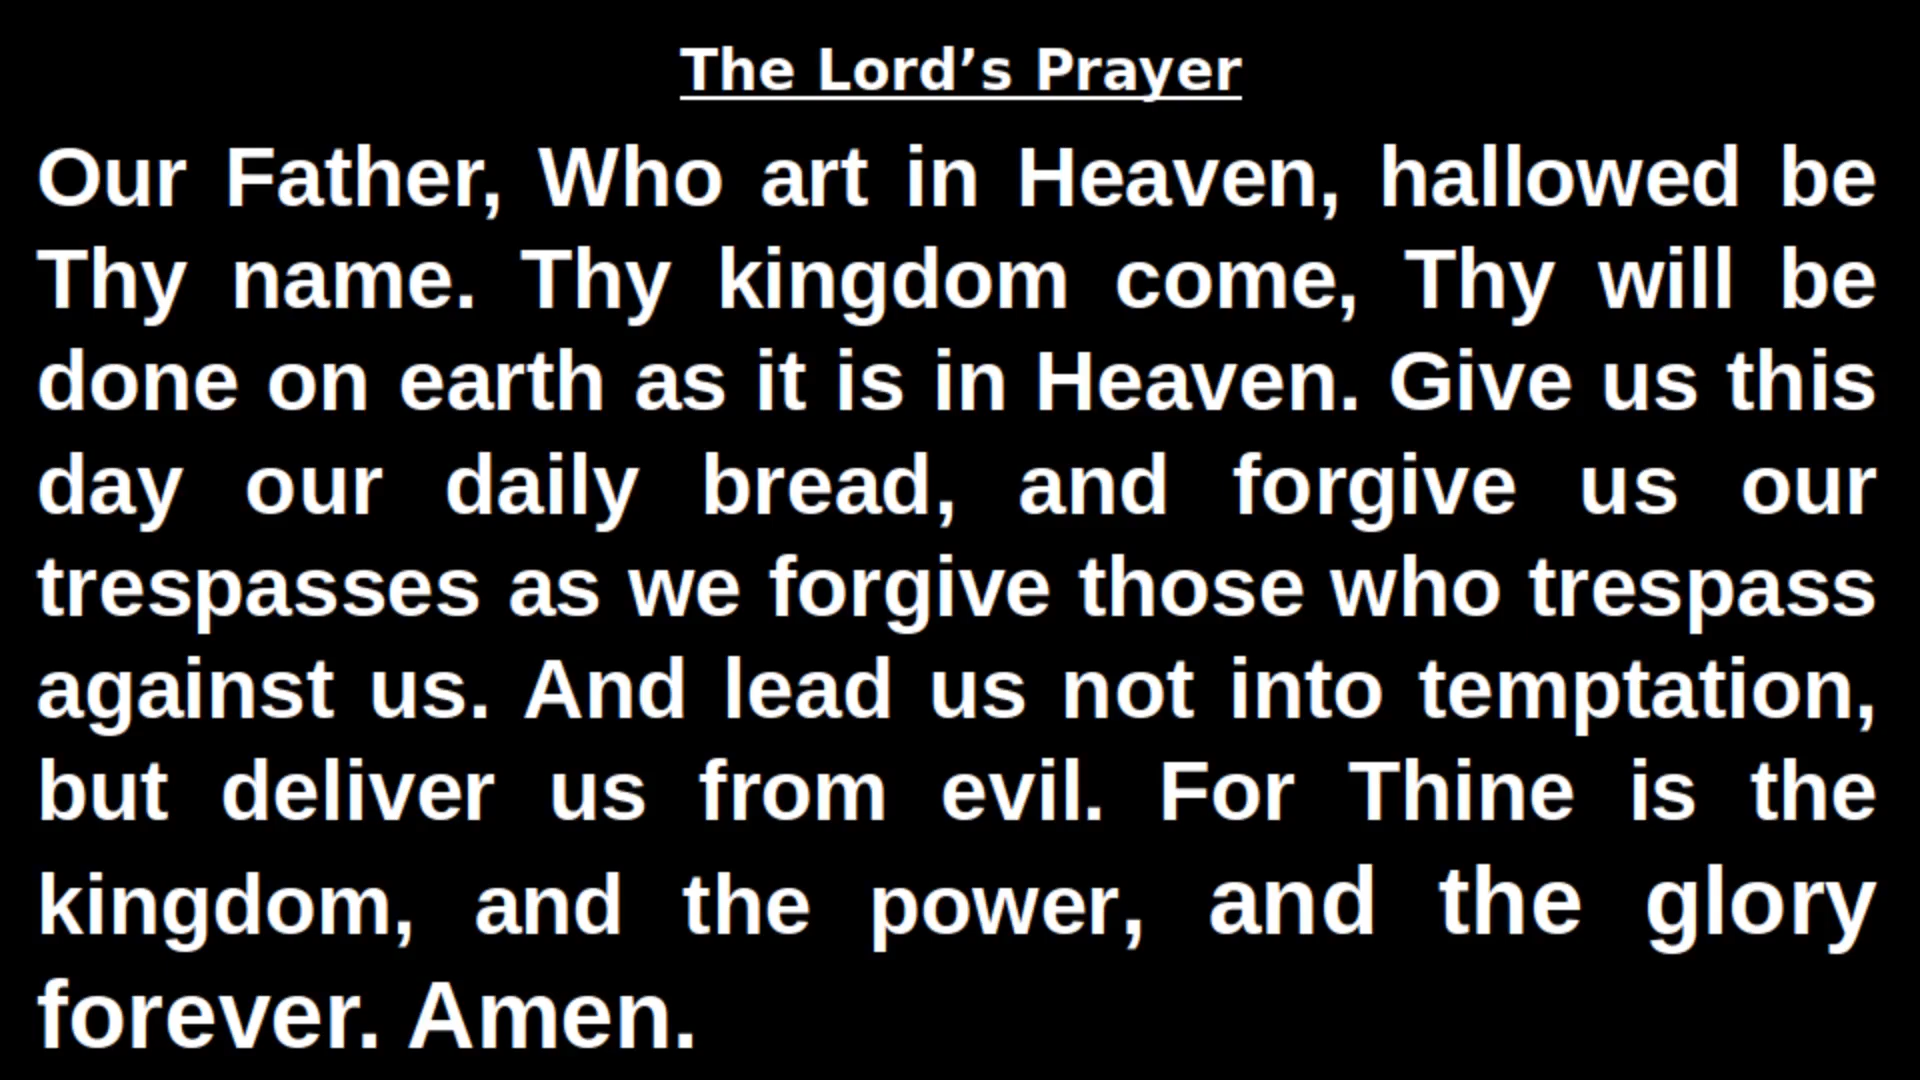 The Lord’s Prayer
Our Father, Who art in Heaven, hallowed be
Thy name. Thy kingdom come, Thy will be
done on earth as it is in Heaven. Give us this
day our daily bread, and forgive us our
trespasses as we forgive those who trespass
against us. And lead us not into temptation,
but deliver us from evil. For Thine is the
kingdom, and the power, and the glory
forever. Amen.